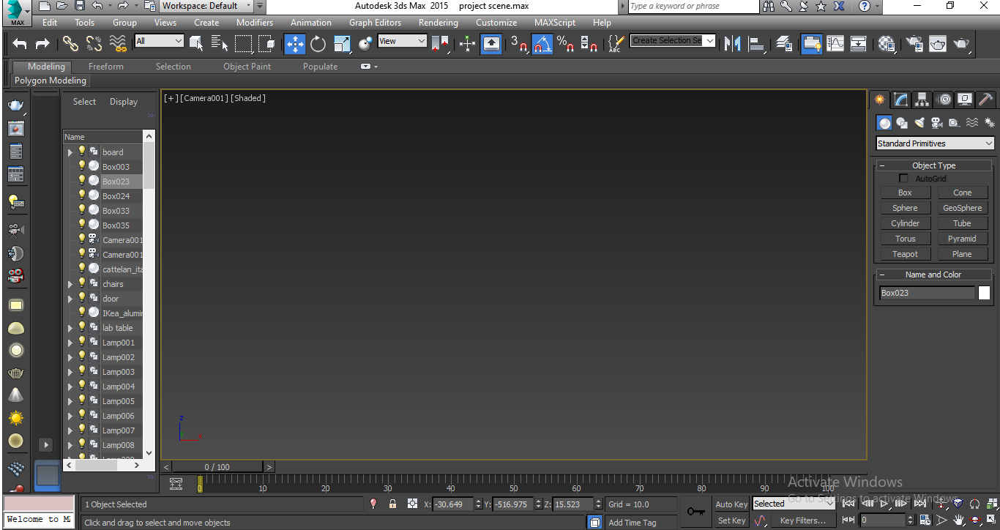 Workspace: Default
Autodesk 3ds Max 2015 project scene.max
Type a keyword or phrase
MAX
Edit Tools Group Views Create Modifiers Animation Graph Editors Rendering Customize MAXScript Help
All
View
3
%
ABC
Create Selection Se
Modeling Freeform Selection Object Paint Populate
Polygon Modeling
Select Display
Name
board
Box003
Box023
Box024
Box033
Box035
Camera001
Camera001
cattelan_ita
chairs
door
IKea_alumin
lab table
Lamp001
Lamp002
Lamp003
Lamp004
Lamp005
Lamp006
Lamp007
Lamp008
[+][Camera001][Shaded]
z
x
Standard Primitives
Object Type
AutoGrid
Box Cone
Sphere GeoSphere
Cylinder Tube
Torus Pyramid
Teapot Plane
Name and Color
Box023
< 0 / 100 >
0 10 20 30 40 50 60 70 80 90 100
Activate Windows
Go to Settings to activate Windows.
1 Object Selected
X: -30.649 Y: -516.975 Z: 15.523 Grid = 10.0
Auto Key Selected
Welcome to M
Click and drag to select and move objects
Add Time Tag
Set Key Key Filters...
0